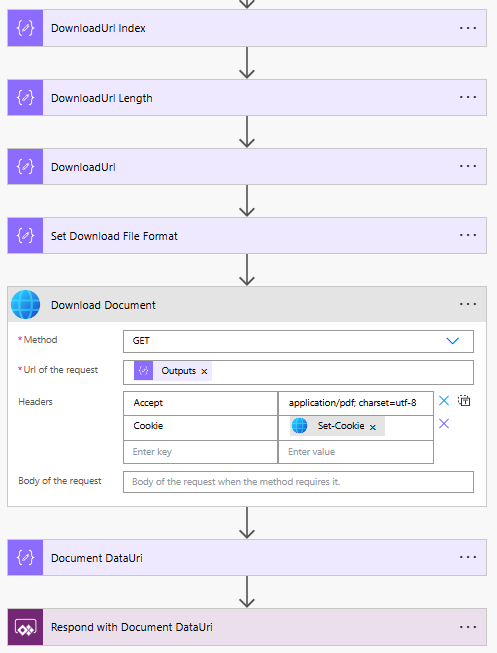 DownloadUrl Index
DownloadUrl Length
DownloadUrl
Set Download File Format
Download Document
* Method GET
* Url of the request Outputs ×
Headers Accept application/pdf; charset=utf-8
Cookie Set-Cookie ×
Enter key Enter value
Body of the request Body of the request when the method requires it.
Document DataUri
Respond with Document DataUri